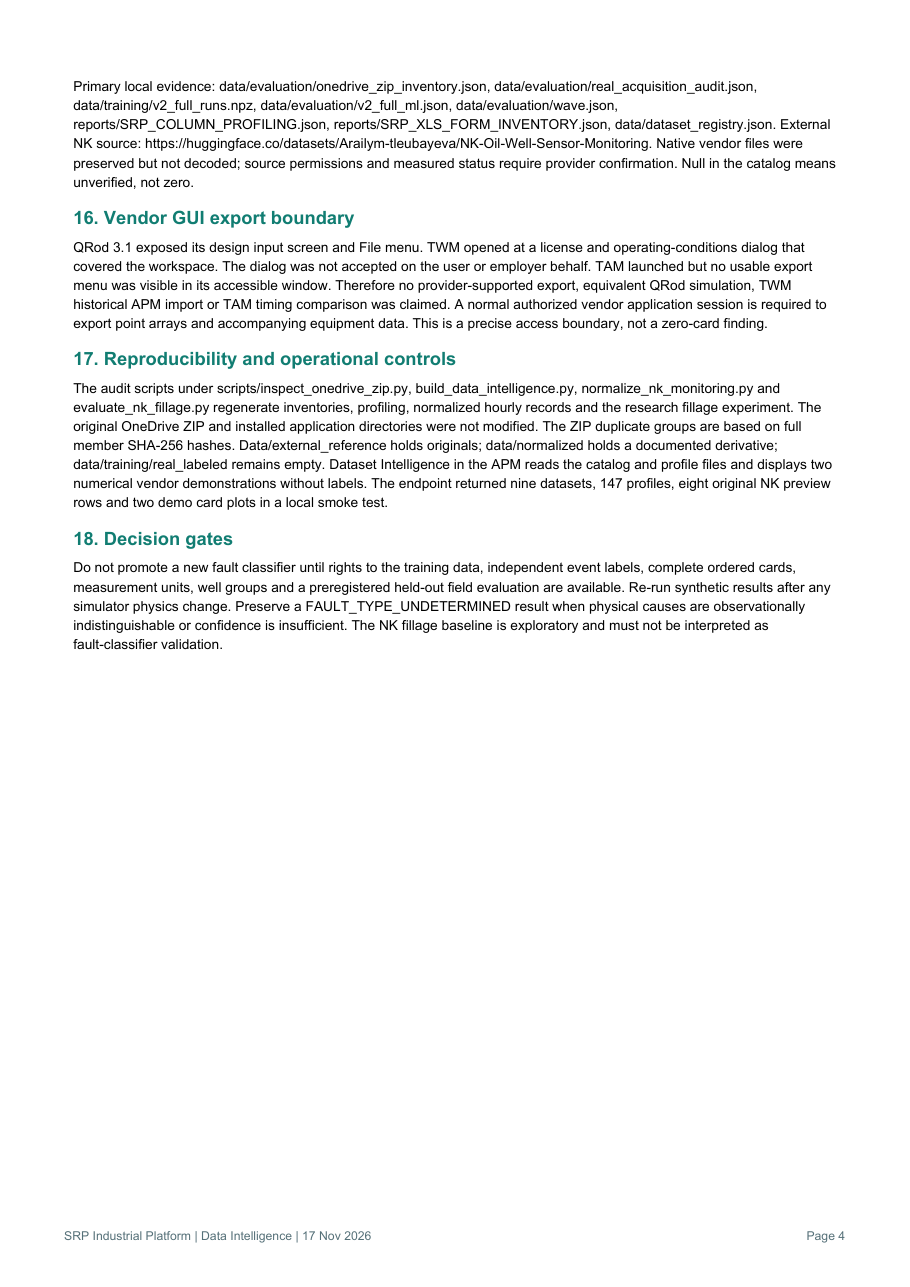 Primary local evidence: data/evaluation/onedrive_zip_inventory.json, data/evaluation/real_acquisition_audit.json,
data/training/v2_full_runs.npz, data/evaluation/v2_full_ml.json, data/evaluation/wave.json,
reports/SRP_COLUMN_PROFILING.json, reports/SRP_XLS_FORM_INVENTORY.json, data/dataset_registry.json. External
NK source: https://huggingface.co/datasets/Arailym-tleubayeva/NK-Oil-Well-Sensor-Monitoring. Native vendor files were
preserved but not decoded; source permissions and measured status require provider confirmation. Null in the catalog means
unverified, not zero.
16. Vendor GUI export boundary
QRod 3.1 exposed its design input screen and File menu. TWM opened at a license and operating-conditions dialog that
covered the workspace. The dialog was not accepted on the user or employer behalf. TAM launched but no usable export
menu was visible in its accessible window. Therefore no provider-supported export, equivalent QRod simulation, TWM
historical APM import or TAM timing comparison was claimed. A normal authorized vendor application session is required to
export point arrays and accompanying equipment data. This is a precise access boundary, not a zero-card finding.
17. Reproducibility and operational controls
The audit scripts under scripts/inspect_onedrive_zip.py, build_data_intelligence.py, normalize_nk_monitoring.py and
evaluate_nk_fillage.py regenerate inventories, profiling, normalized hourly records and the research fillage experiment. The
original OneDrive ZIP and installed application directories were not modified. The ZIP duplicate groups are based on full
member SHA-256 hashes. Data/external_reference holds originals; data/normalized holds a documented derivative;
data/training/real_labeled remains empty. Dataset Intelligence in the APM reads the catalog and profile files and displays two
numerical vendor demonstrations without labels. The endpoint returned nine datasets, 147 profiles, eight original NK preview
rows and two demo card plots in a local smoke test.
18. Decision gates
Do not promote a new fault classifier until rights to the training data, independent event labels, complete ordered cards,
measurement units, well groups and a preregistered held-out field evaluation are available. Re-run synthetic results after any
simulator physics change. Preserve a FAULT_TYPE_UNDETERMINED result when physical causes are observationally
indistinguishable or confidence is insufficient. The NK fillage baseline is exploratory and must not be interpreted as
fault-classifier validation.
SRP Industrial Platform | Data Intelligence | 17 Nov 2026
Page 4